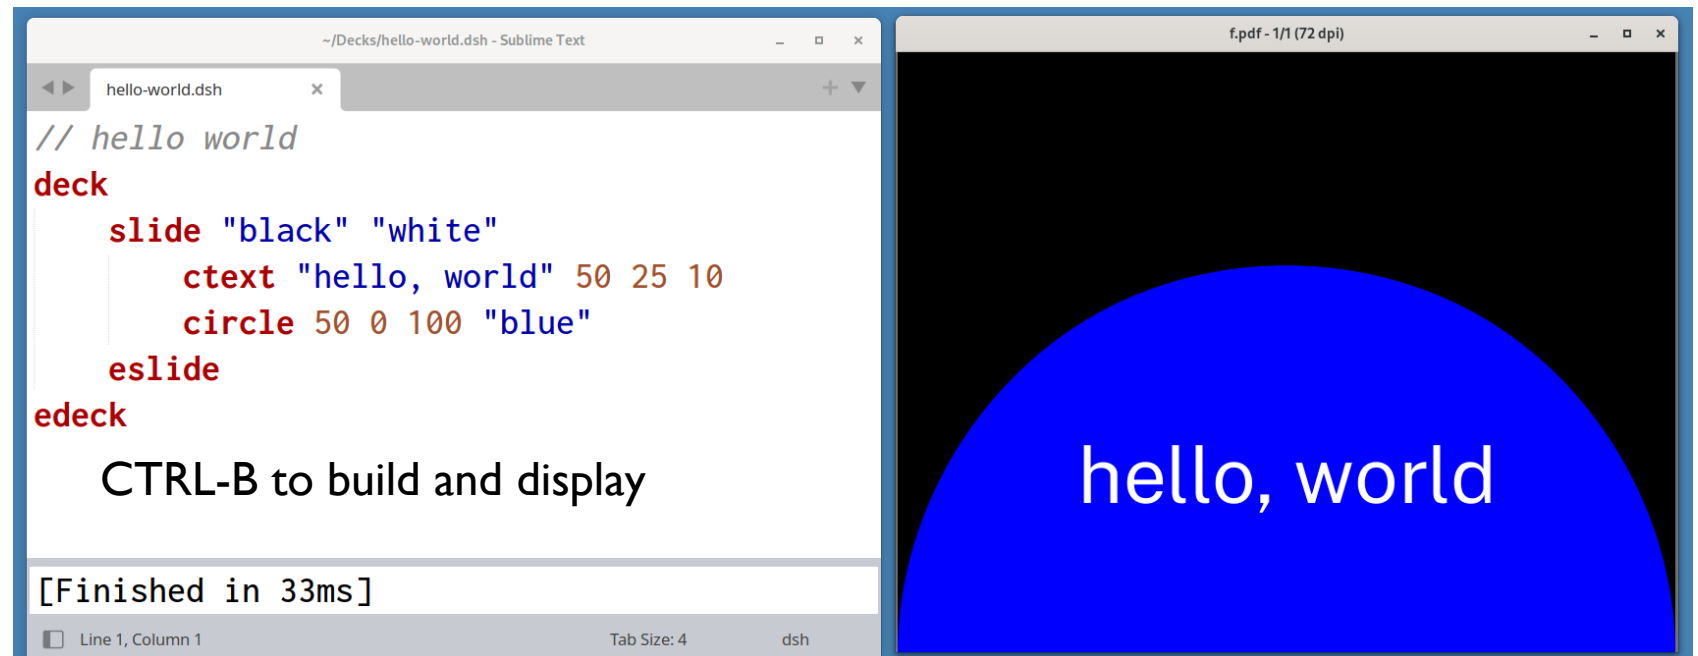 ~/Decks/hello-world.dsh - Sublime Text
hello-world.dsh
// hello world
deck
slide "black" "white"
ctext "hello, world" 50 25 10
circle 50 0 100 "blue"
eslide
edeck
CTRL-B to build and display
[Finished in 33ms]
Line 1, Column 1
Tab Size: 4
dsh
f.pdf - 1/1 (72 dpi)
hello, world